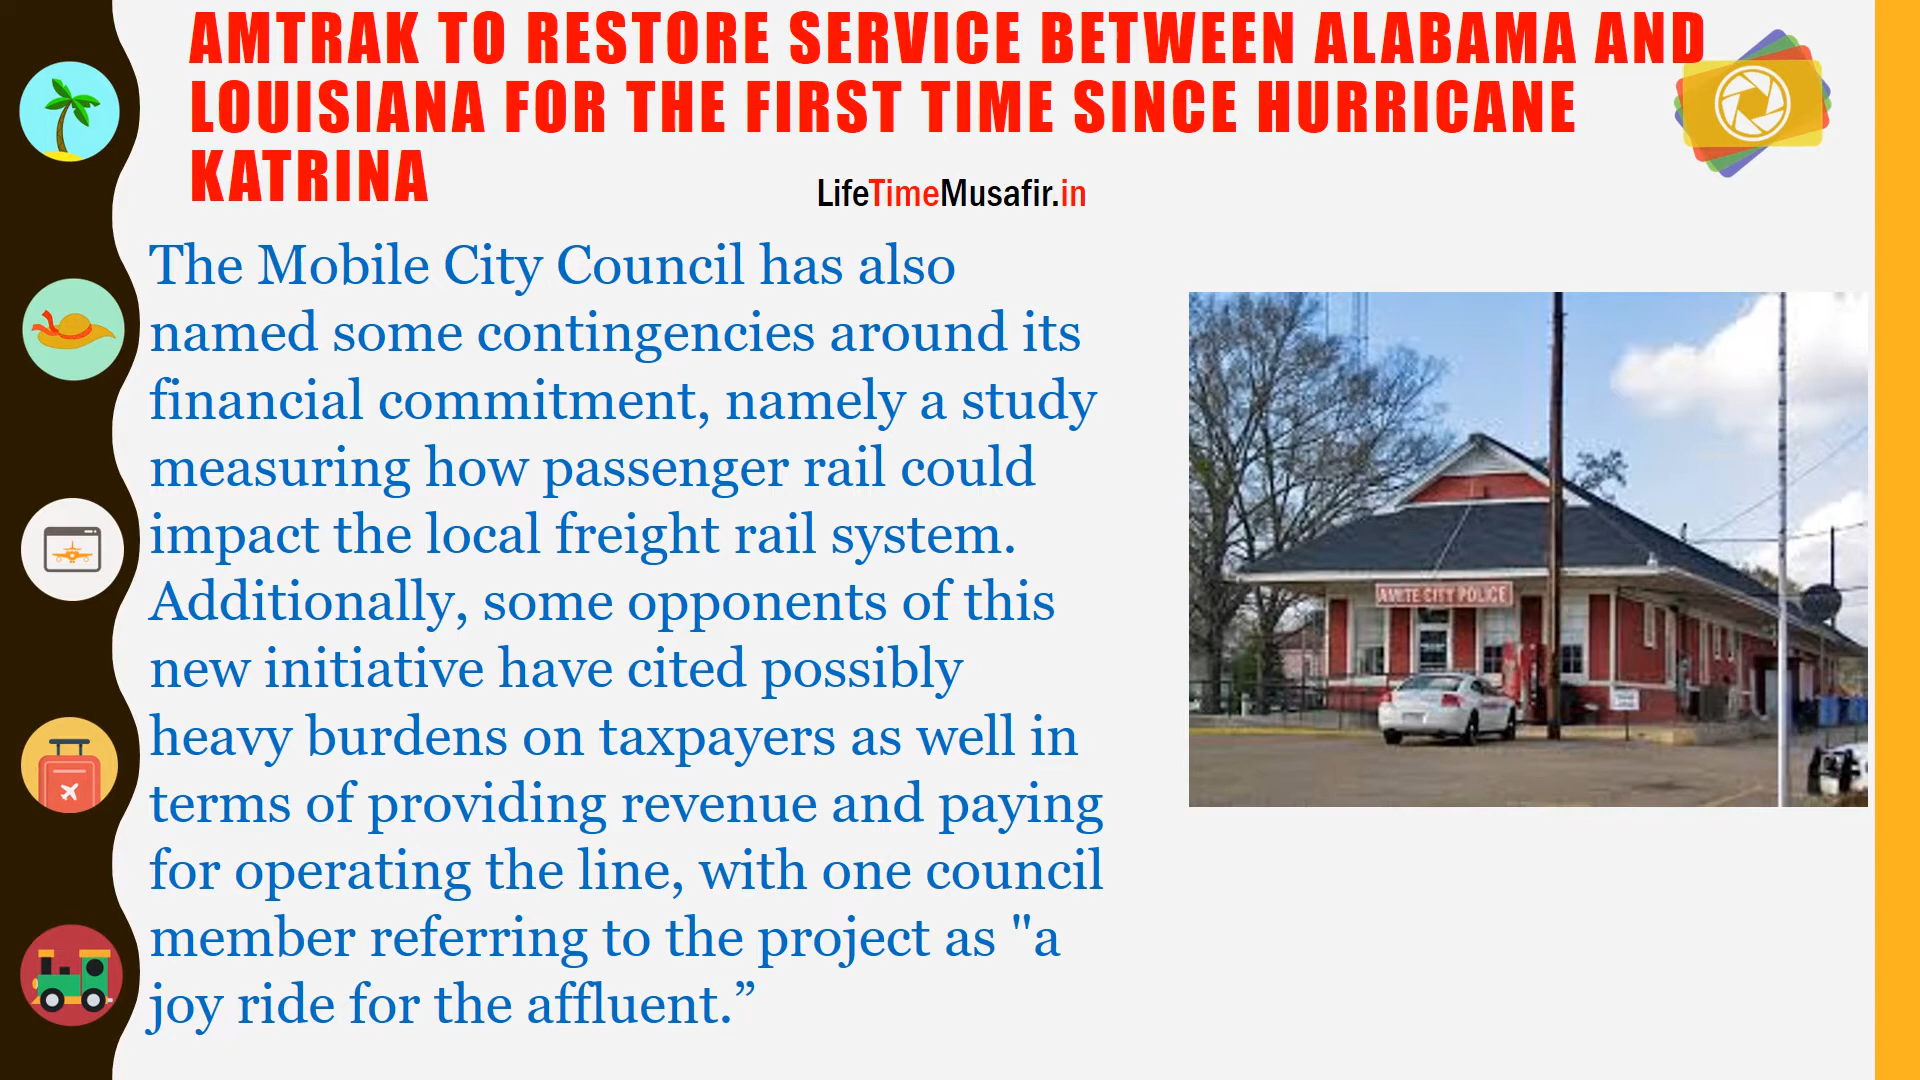 AMTRAK TO RESTORE SERVICE BETWEEN ALABAMA AND
LOUISIANA FOR THE FIRST TIME SINCE HURRICANE
KATRINA
LifeTimeMusafir.in
The Mobile City Council has also
named some contingencies around its
financial commitment, namely a study
measuring how passenger rail could
impact the local freight rail system.
Additionally, some opponents of this
new initiative have cited possibly
heavy burdens on taxpayers as well in
terms of providing revenue and paying
for operating the line, with one council
member referring to the project as "a
joy ride for the affluent.”
AMITE CITY POLICE